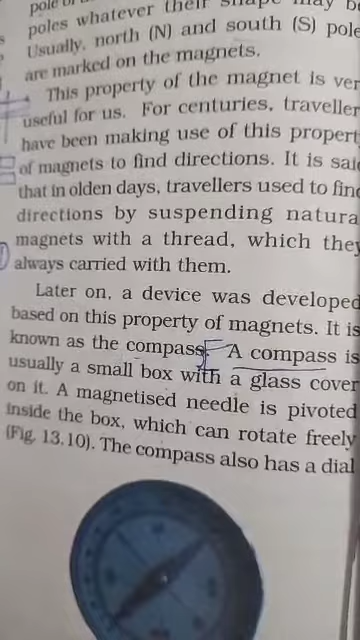 poles whatever their shape may be
Usually, north (N) and south (S) pole
are marked on the magnets.
This property of the magnet is ver
useful for us. For centuries, traveller
have been making use of this propert
of magnets to find directions. It is said
that in olden days, travellers used to find
directions by suspending natura
magnets with a thread, which they
always carried with them.
Later on, a device was developed
based on this property of magnets. It is
known as the compass. A compass is
usually a small box with a glass cover
on it. A magnetised needle is pivoted
inside the box, which can rotate freely
(Fig. 13.10). The compass also has a dial